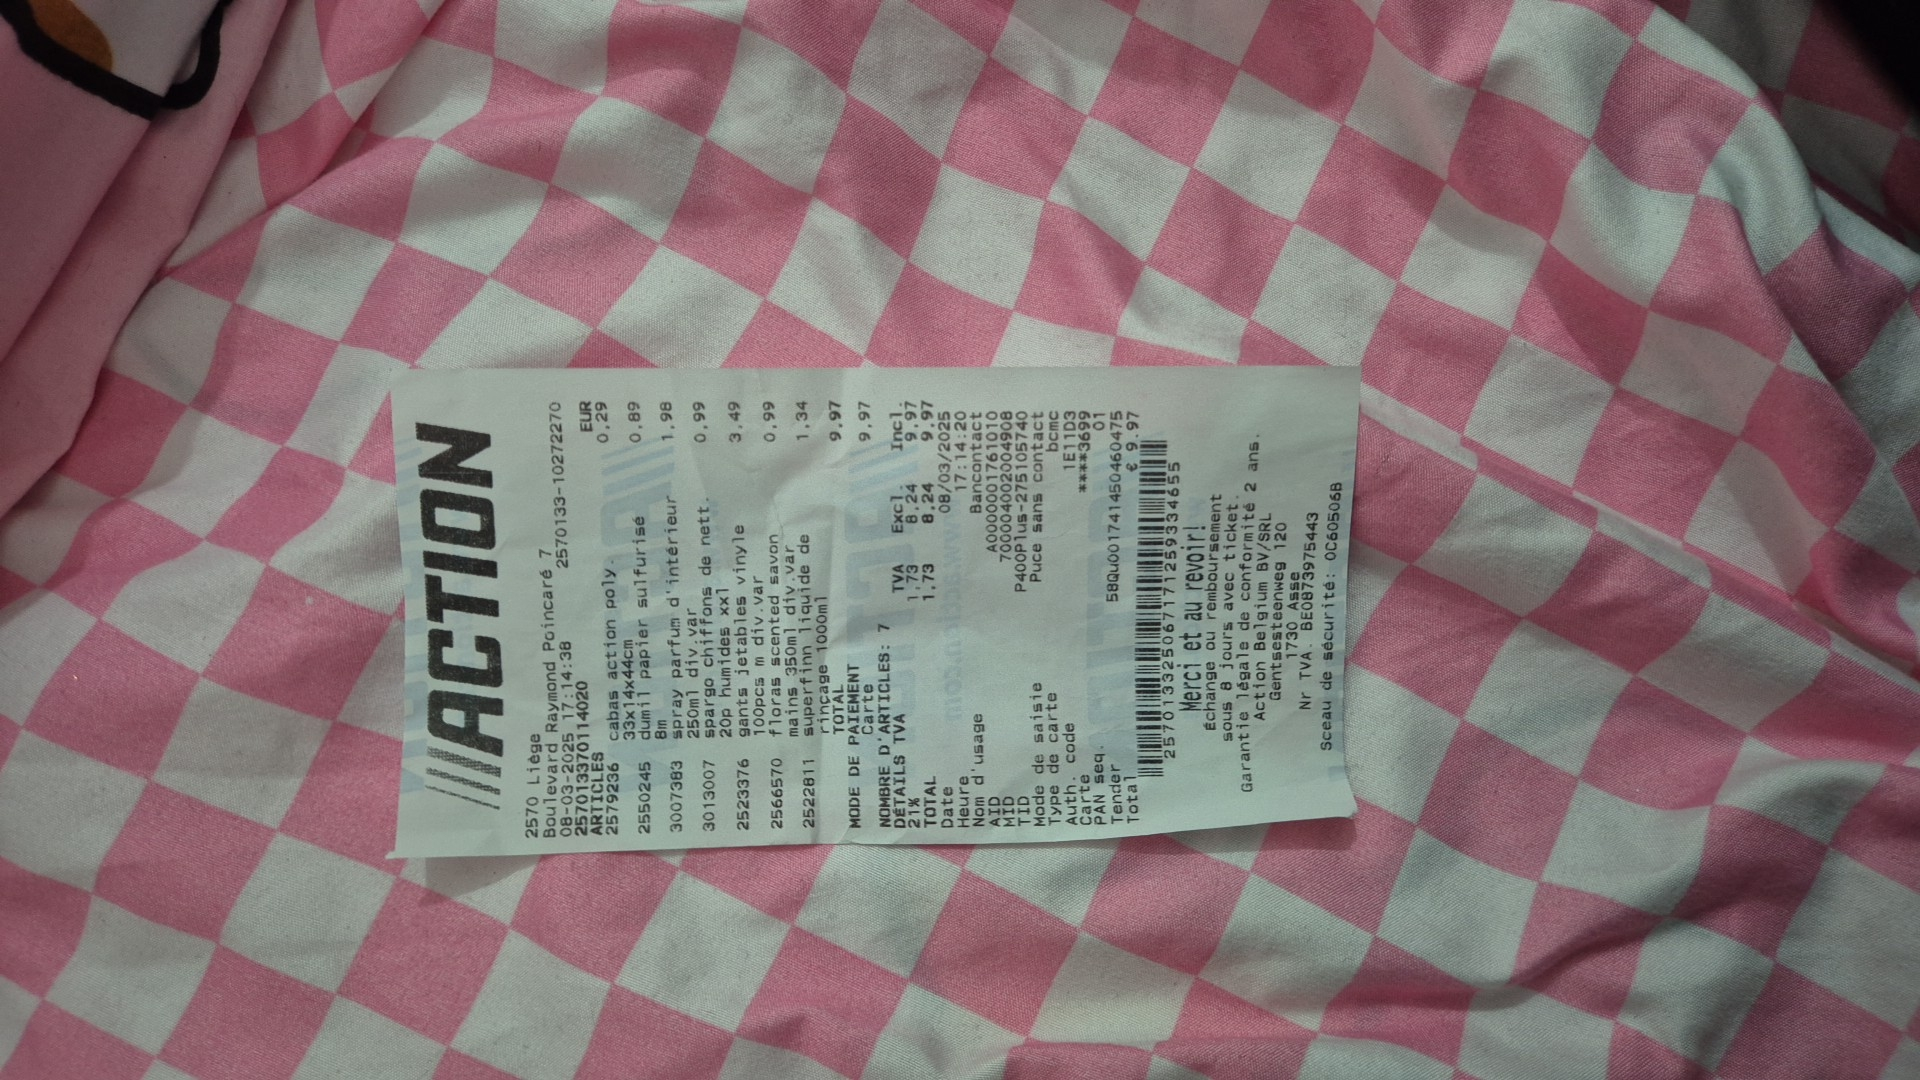 ACTION
2570 Liège
Boulevard Raymond Poincaré 7
08-03-2025 17:14:38 2570133-10272270
2570133701114020
ARTICLES EUR
2579236 cabas action poly. 0,29
33x14x44cm
2550245 dumil papier sulfurisé 0,89
8m
3007383 spray parfum d'intérieur 1,98
250ml div.var
3013007 spargo chiffons de nett. 0,99
20p humides xxl
2523376 gants jetables vinyle 3,49
100pcs m div.var
2566570 floras scented savon 0,99
mains 350ml div.var
2522811 superfinn liquide de 1,34
rinçage 1000ml
TOTAL 9,97
MODE DE PAIEMENT
Carte 9,97
NOMBRE D'ARTICLES: 7
DÉTAILS TVA TVA Excl. Incl.
21% 1,73 8,24 9,97
TOTAL 1,73 8,24 9,97
Date 08/03/2025
Heure 17:14:20
Nom d'usage Bancontact
AID A0000001761010
MID 700004002004908
TID P400Plus-275105740
Mode de saisie Puce sans contact
Type de carte bcmc
Auth. code 1E11D3
Carte ****3699
PAN seq. 01
Tender 58QU001741450460475
Total € 9.97
2570133250671712593​34655
Merci et au revoir!
Échange ou remboursement
sous 8 jours avec ticket.
Garantie légale de conformité 2 ans.
Action Belgium BV/SRL
Gentsesteenweg 120
1730 Asse
Nr TVA. BE0873975443
Sceau de sécurité: 0C60506B